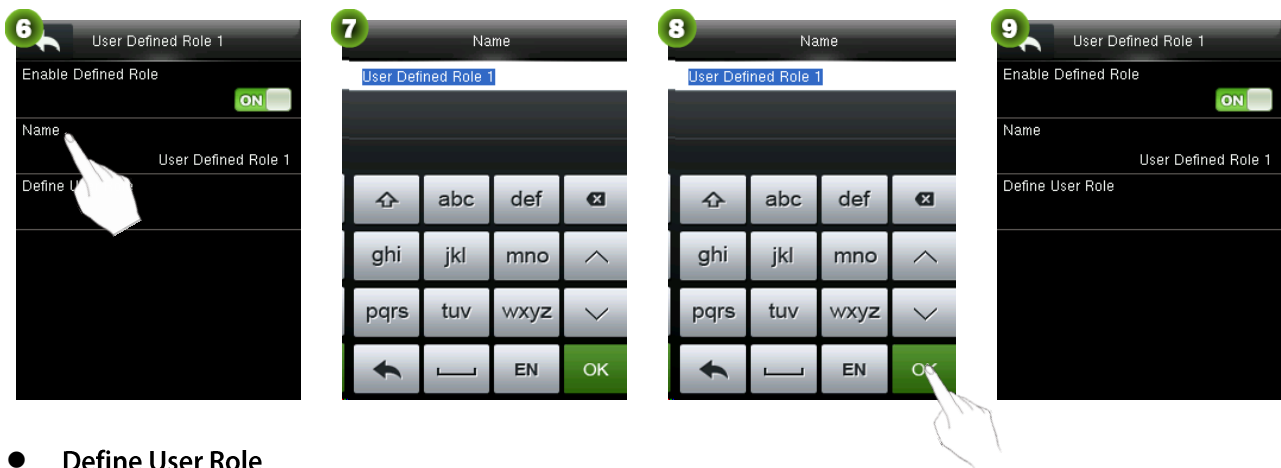 6
User Defined Role 1
Enable Defined Role
ON
Name
User Defined Role 1
Define U
7
Name
User Defined Role 1
abc def
ghi jkl mno
pqrs tuv wxyz
EN OK
8
Name
User Defined Role 1
abc def
ghi jkl mno
pqrs tuv wxyz
EN OK
9
User Defined Role 1
Enable Defined Role
ON
Name
User Defined Role 1
Define User Role
● Define User Role